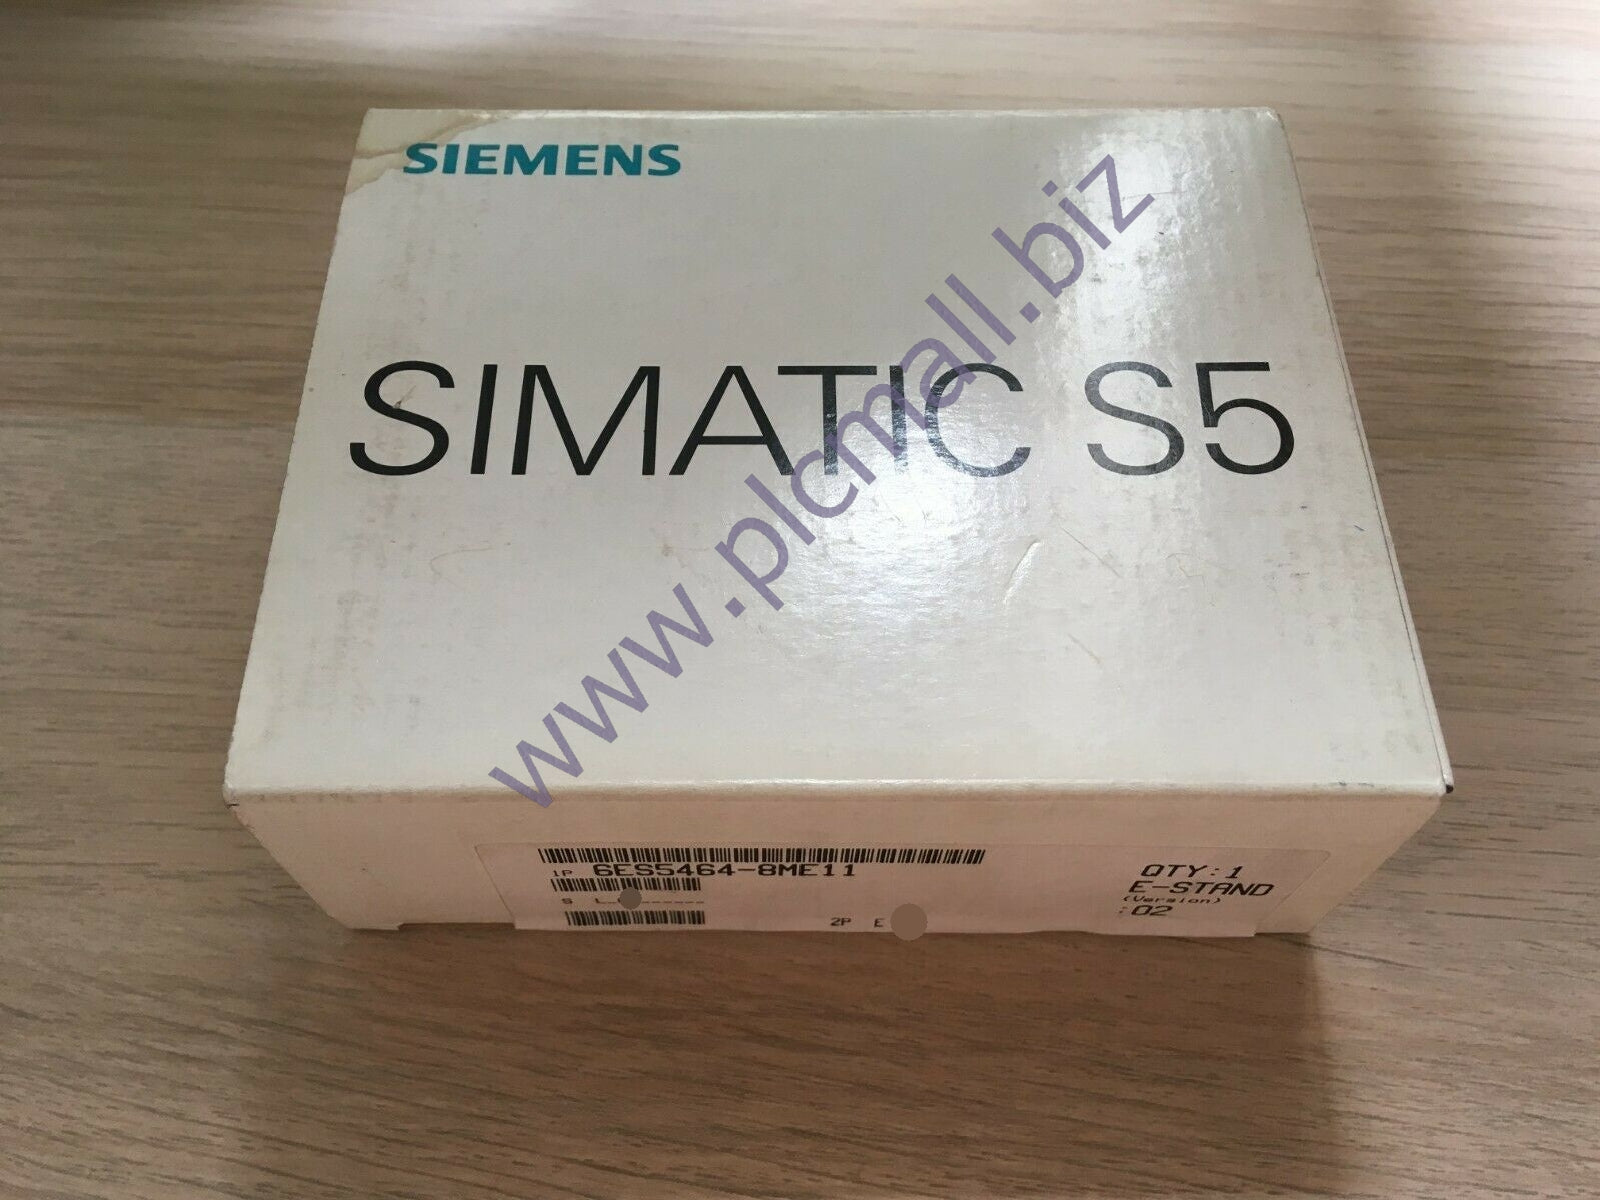 SIEMENS
SIMATIC S5
www.plcmall.biz
1P 6ES5464-8ME11
S L
2P E
QTY:1
E-STAND
(Version)
:02